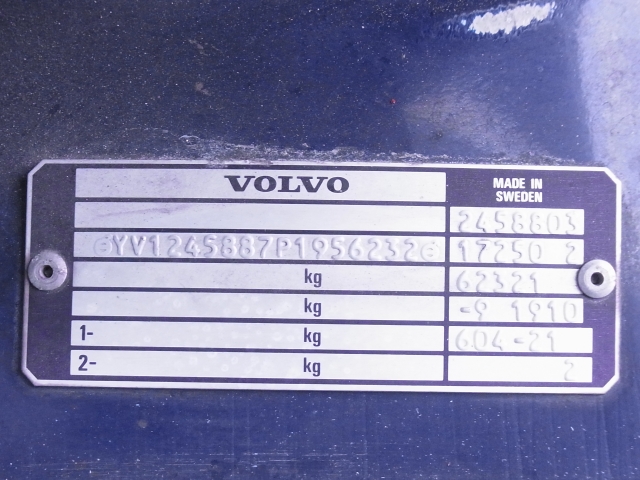 VOLVO
MADE IN
SWEDEN
2458803
YV1245887P1956232 17250 2
kg 62321
kg -9 1910
1- kg 604-21
2- kg 2